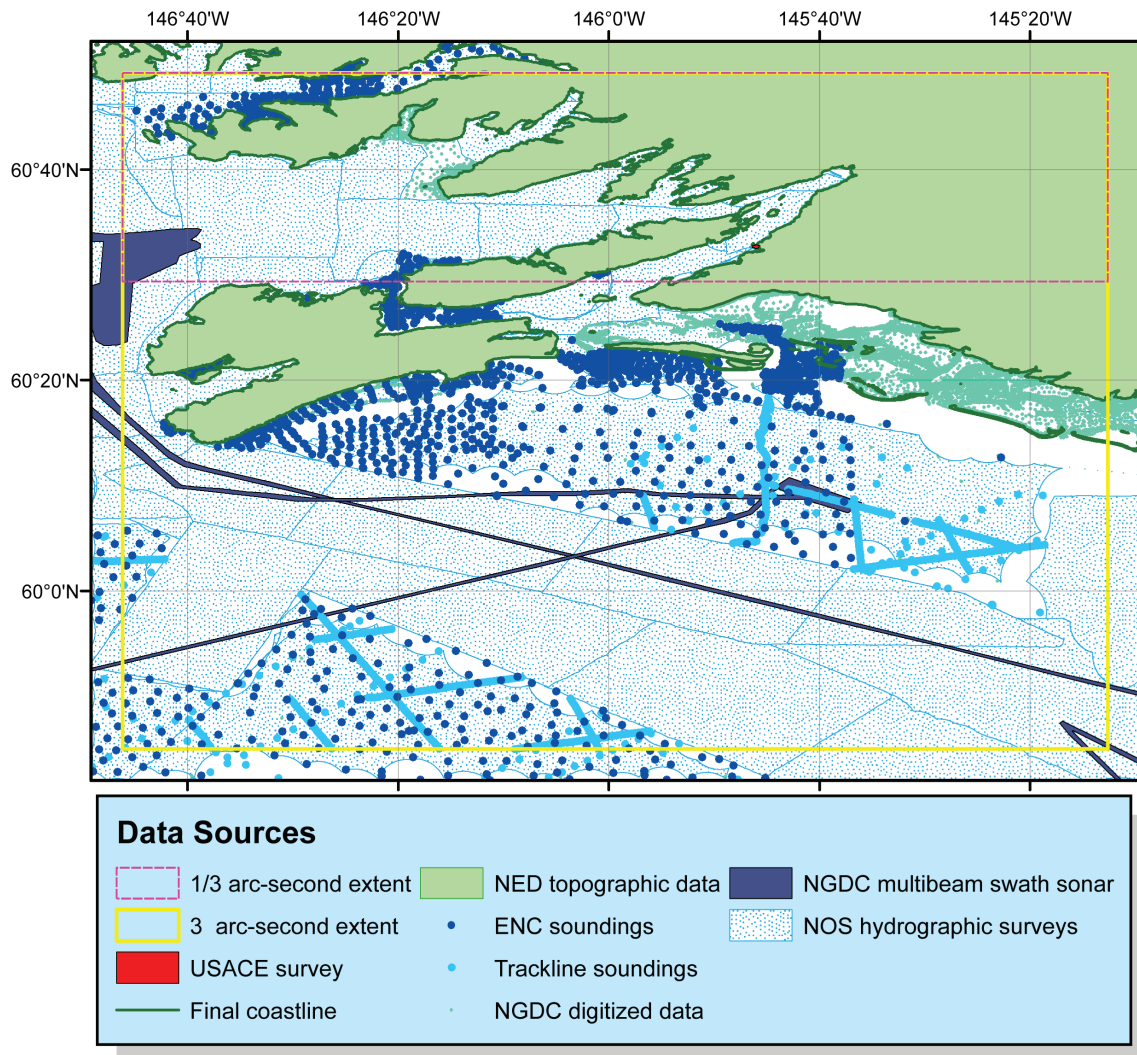 146°40'W 146°20'W 146°0'W 145°40'W 145°20'W
60°40'N
60°20'N
60°0'N
Data Sources
1/3 arc-second extent NED topographic data NGDC multibeam swath sonar
3 arc-second extent ENC soundings NOS hydrographic surveys
USACE survey Trackline soundings
Final coastline NGDC digitized data